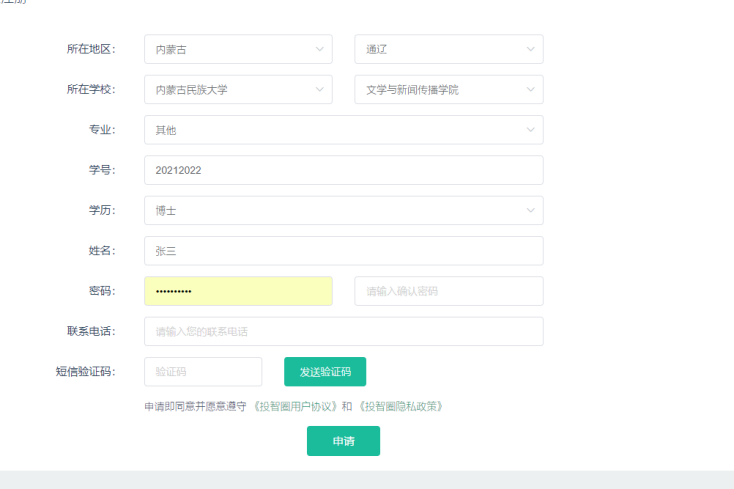 注册
所在地区： 内蒙古 通辽
所在学校： 内蒙古民族大学 文学与新闻传播学院
专业： 其他
学号： 20212022
学历： 博士
姓名： 张三
密码： •••••••••• 请输入确认密码
联系电话： 请输入您的联系电话
短信验证码： 验证码 发送验证码
申请即同意并愿意遵守《投智圈用户协议》和《投智圈隐私政策》
申请